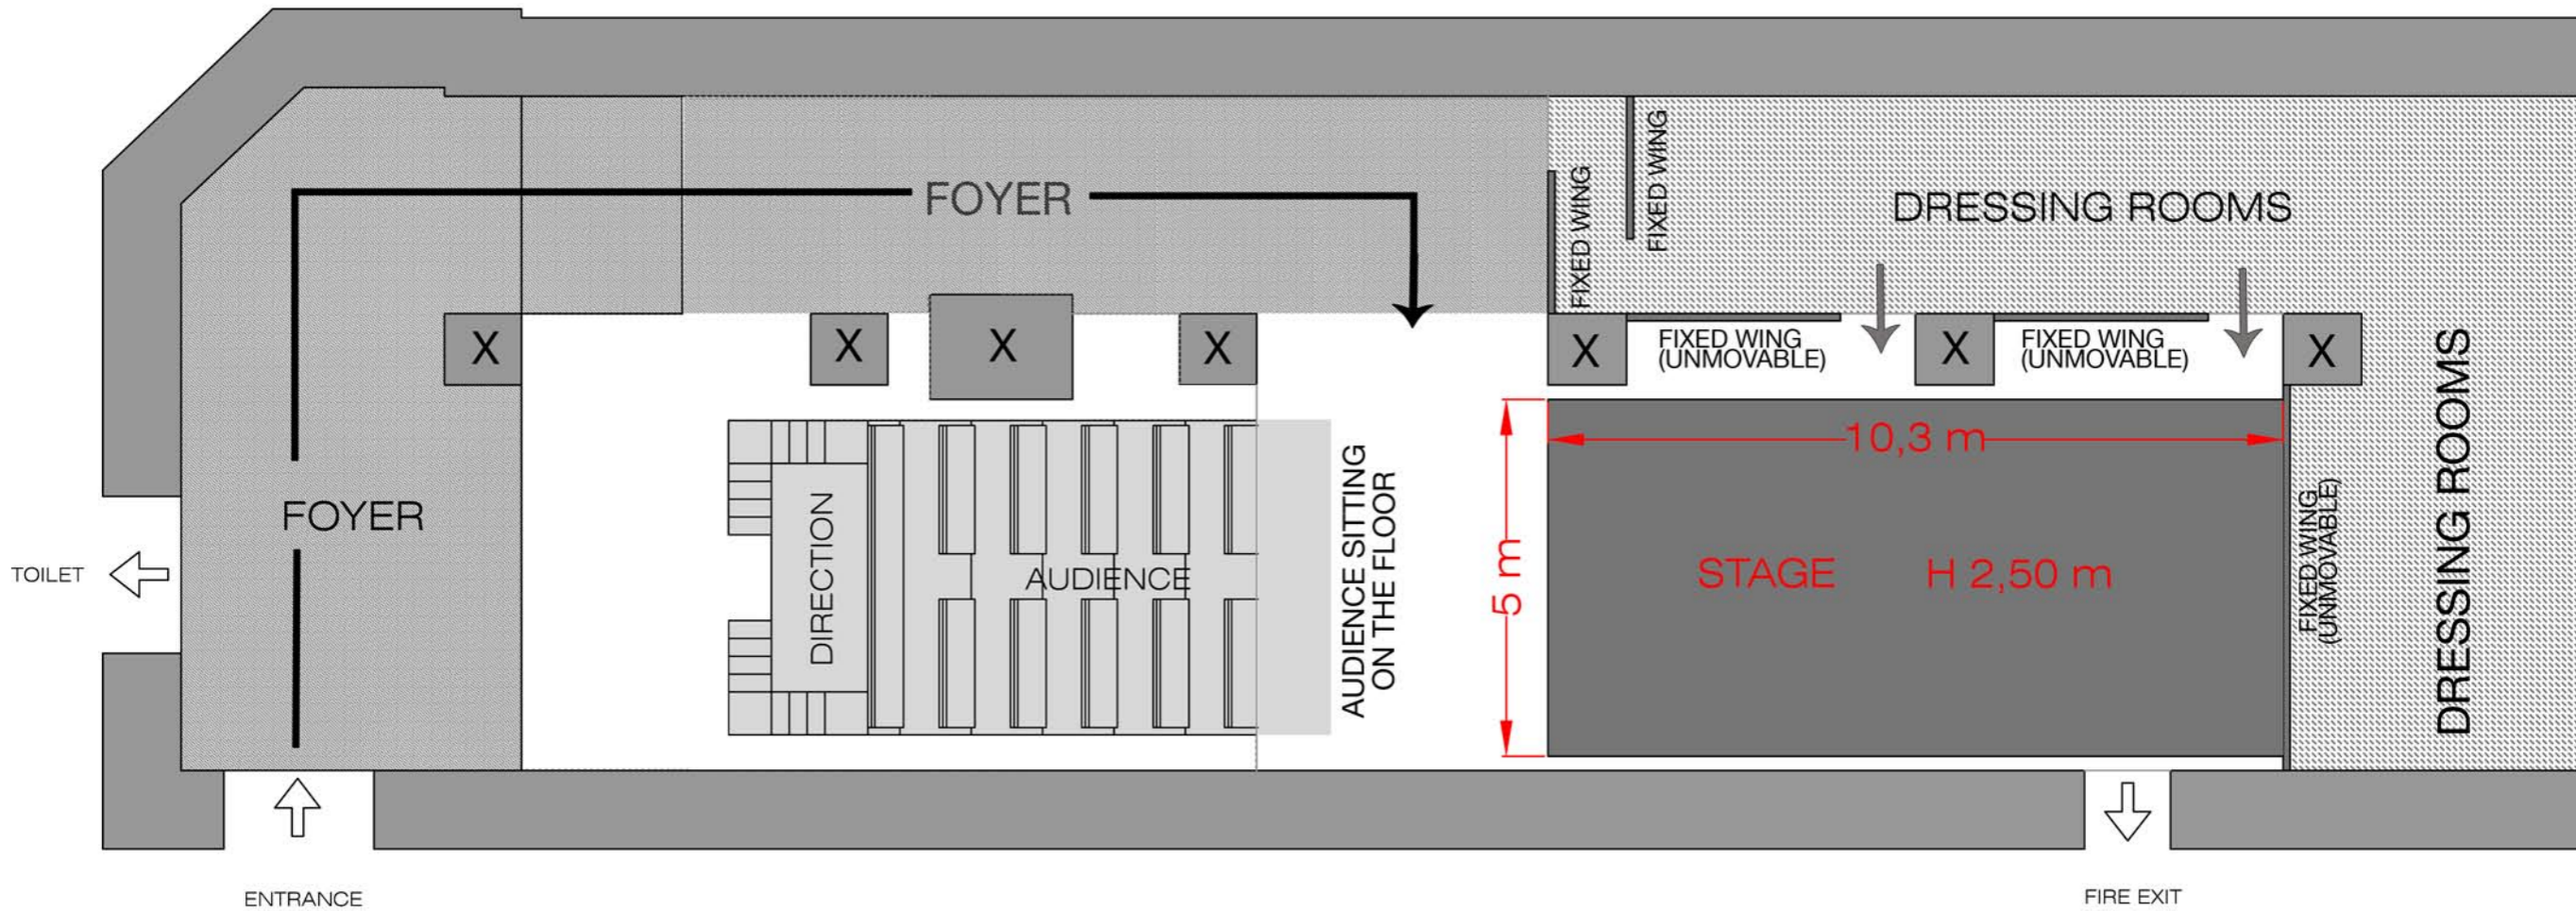 FOYER
FIXED WING
FIXED WING
DRESSING ROOMS
X
X
X
X
X
FIXED WING
(UNMOVABLE)
X
FIXED WING
(UNMOVABLE)
X
10,3 m
FOYER
TOILET
DIRECTION
AUDIENCE
AUDIENCE SITTING
ON THE FLOOR
5 m
STAGE
H 2,50 m
FIXED WING
(UNMOVABLE)
DRESSING ROOMS
ENTRANCE
FIRE EXIT